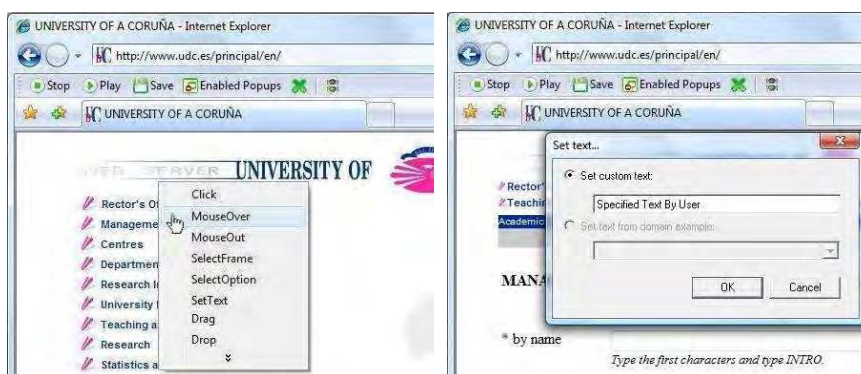 UNIVERSITY OF A CORUÑA - Internet Explorer
http://www.udc.es/principal/en/
Stop Play Save Enabled Popups
UNIVERSITY OF A CORUÑA
WEB SERVER UNIVERSITY OF
Rector's O
Manageme
Centres
Departmen
Research I
University
Teaching a
Research
Statistics a
Click
MouseOver
MouseOut
SelectFrame
SelectOption
SetText
Drag
Drop
UNIVERSITY OF A CORUÑA - Internet Explorer
http://www.udc.es/principal/en/
Stop Play Save Enabled Popups
UNIVERSITY OF A CORUÑA
Rector'
Teachin
Academic
MANA
* by name
Type the first characters and type INTRO.
Set text...
Set custom text:
Specified Text By User
Set text from domain example:
OK Cancel